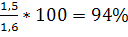 1,5/1,6 * 100 = 94%